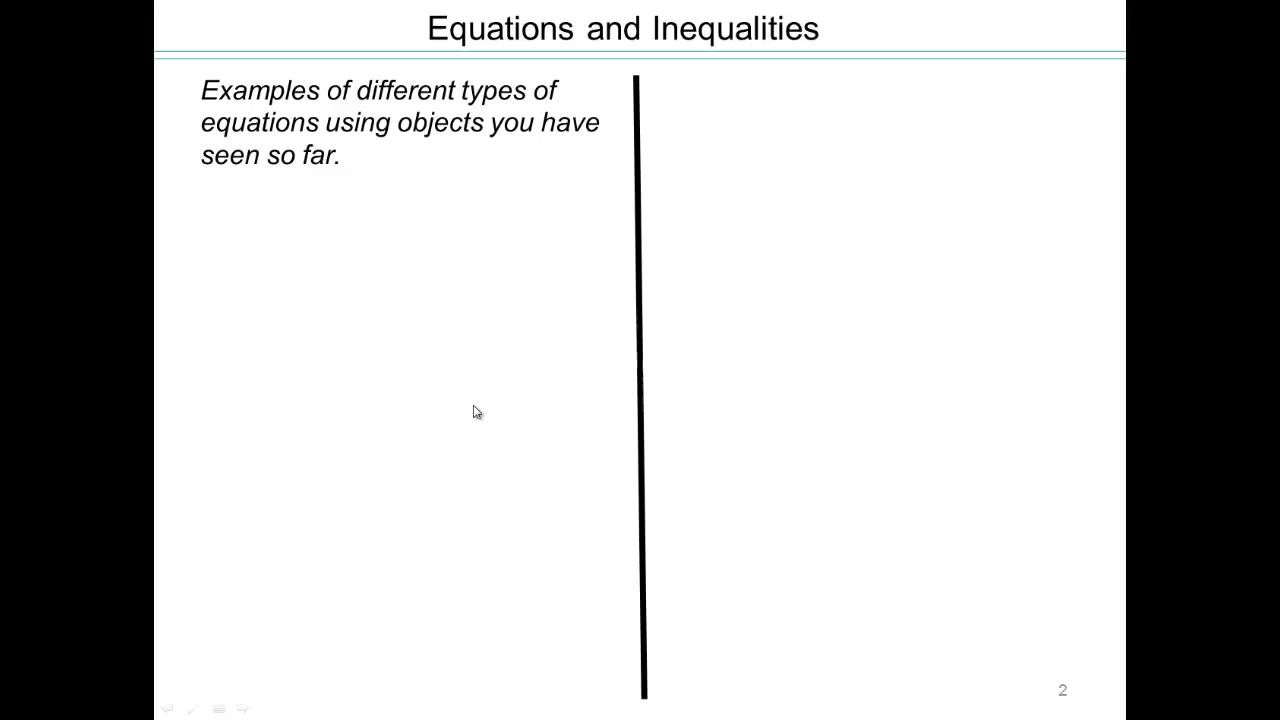 Equations and Inequalities
Examples of different types of
equations using objects you have
seen so far.
2